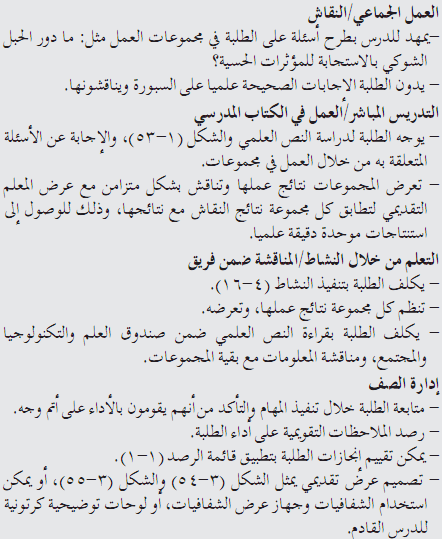 العمل الجماعي/النقاش
–يمهد للدرس بطرح أسئلة على الطلبة في مجموعات العمل مثل: ما دور الحبل
الشوكي بالاستجابة للمؤثرات الحسية؟
– يدون الطلبة الاجابات الصحيحة علميا على السبورة ويناقشونها.
التدريس المباشر/العمل في الكتاب المدرسي
– يوجه الطلبة لدراسة النص العلمي والشكل (١–٥٣)، والإجابة عن الأسئلة
المتعلقة به من خلال العمل في مجموعات.
– تعرض المجموعات نتائج عملها وتناقش بشكل متزامن مع عرض المعلم
التقديمي لتطابق كل مجموعة نتائج النقاش مع نتائجها، وذلك للوصول إلى
استنتاجات موحدة دقيقة علميا.
التعلم من خلال النشاط/المناقشة ضمن فريق
– يكلف الطلبة بتنفيذ النشاط (٤–١٦).
– تنظم كل مجموعة نتائج عملها، وتعرضه.
– يكلف الطلبة بقراءة النص العلمي ضمن صندوق العلم والتكنولوجيا
والمجتمع، ومناقشة المعلومات مع بقية المجموعات.
إدارة الصف
– متابعة الطلبة خلال تنفيذ المهام والتأكد من أنهم يقومون بالأداء على أتم وجه.
– رصد الملاحظات التقويمية على أداء الطلبة.
– يمكن تقييم إنجازات الطلبة بتطبيق قائمة الرصد (١–١).
– تصميم عرض تقديمي يمثل الشكل (٣–٥٤) والشكل (٣–٥٥)، أو يمكن
استخدام الشفافيات وجهاز عرض الشفافيات، أو لوحات توضيحية كرتونية
للدرس القادم.